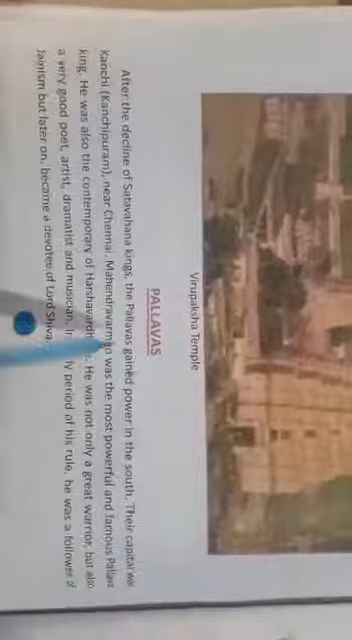 Virupaksha Temple
PALLAVAS
After the decline of Satavahana kings, the Pallavas gained power in the south. Their capital was
Kanchi (Kanchipuram), near Chennai. Mahendravarman was the most powerful and famous Pallava
king. He was also the contemporary of Harshavardh He was not only a great warrior, but also
a very good poet, artist, dramatist and musician. In ly period of his rule, he was a follower of
Jainism but later on, became a devotee of Lord Shiva.